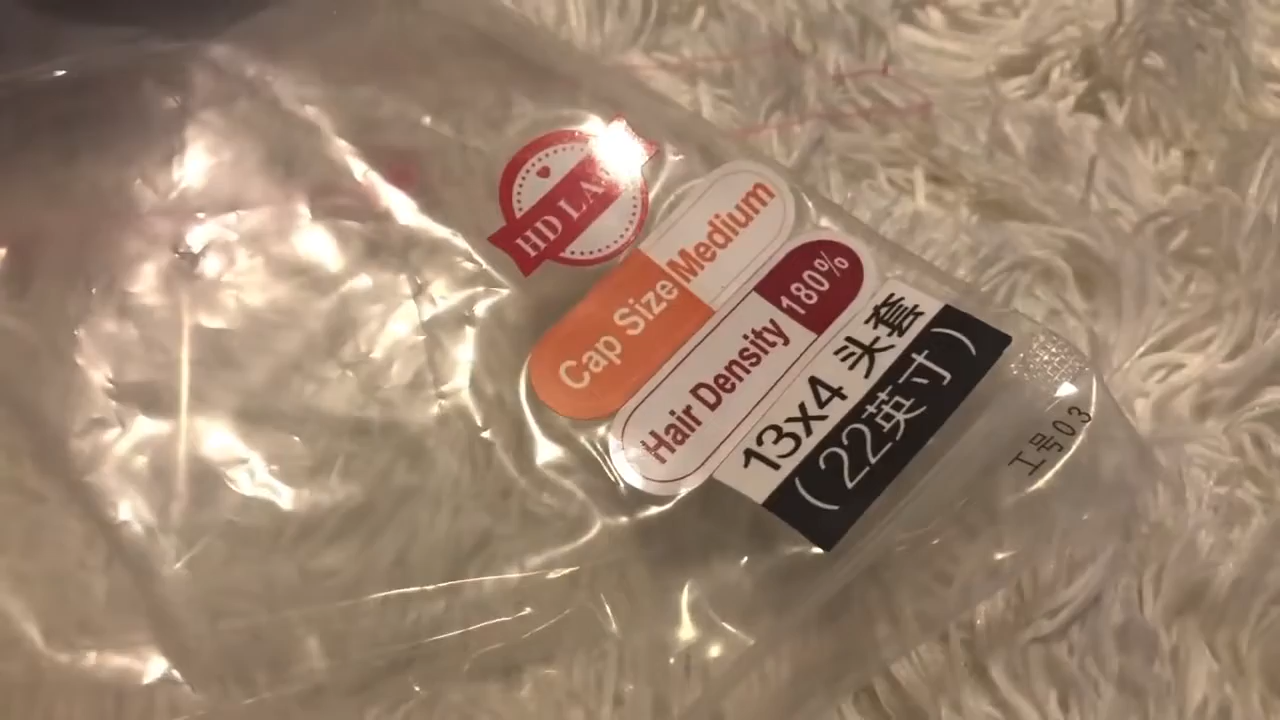 HD LA
Cap Size Medium
Hair Density 180%
13x4 头套
(22英寸)
工号03